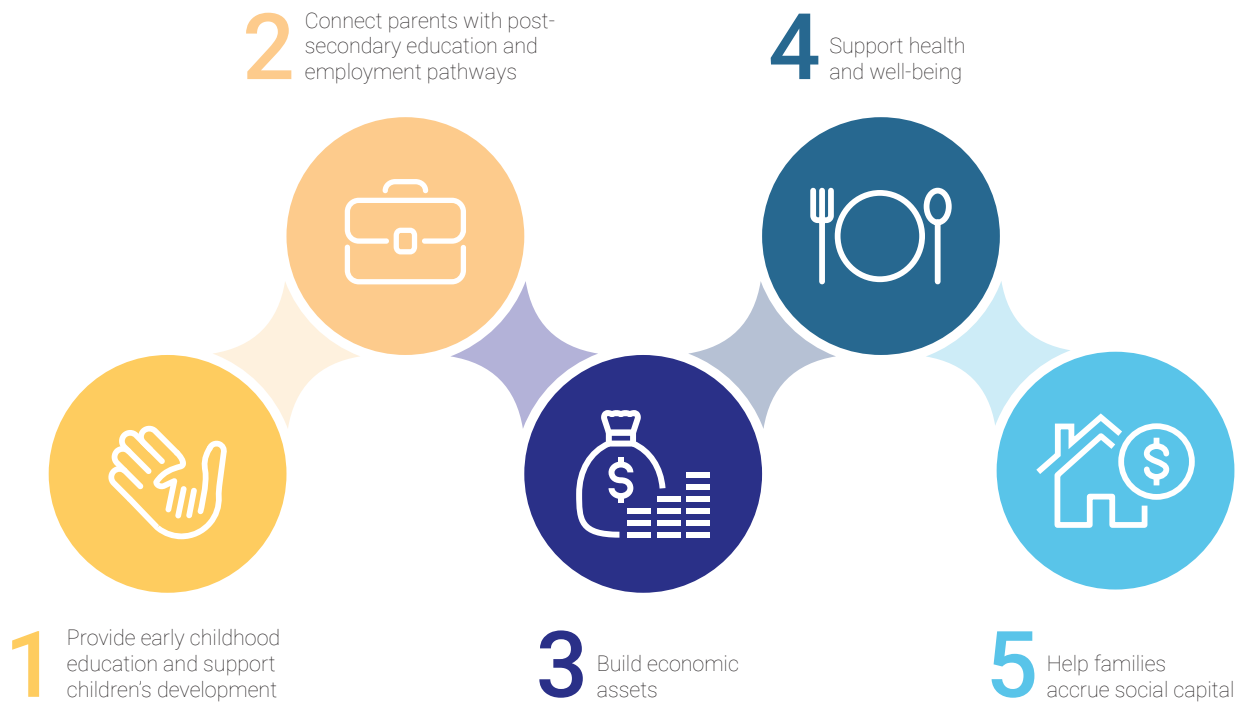 2
Connect parents with post-
secondary education and
employment pathways
4
Support health
and well-being
$
$
1
Provide early childhood
education and support
children’s development
3
Build economic
assets
5
Help families
accrue social capital